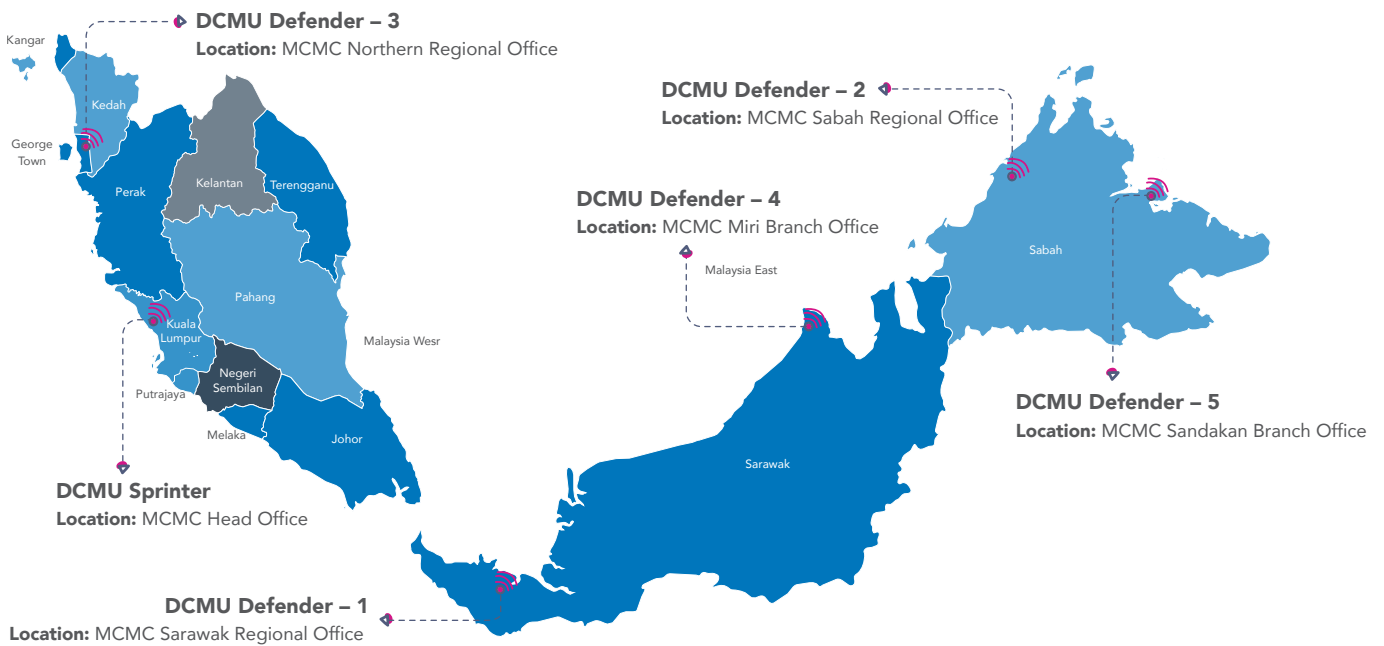 DCMU Defender – 3
Location: MCMC Northern Regional Office
Kangar
Kedah
George
Town
Perak
Kelantan
Terengganu
Pahang
Kuala
Lumpur
Malaysia Wesr
Negeri
Sembilan
Putrajaya
Melaka
Johor
DCMU Sprinter
Location: MCMC Head Office
DCMU Defender – 1
Location: MCMC Sarawak Regional Office
DCMU Defender – 2
Location: MCMC Sabah Regional Office
DCMU Defender – 4
Location: MCMC Miri Branch Office
Malaysia East
Sabah
Sarawak
DCMU Defender – 5
Location: MCMC Sandakan Branch Office